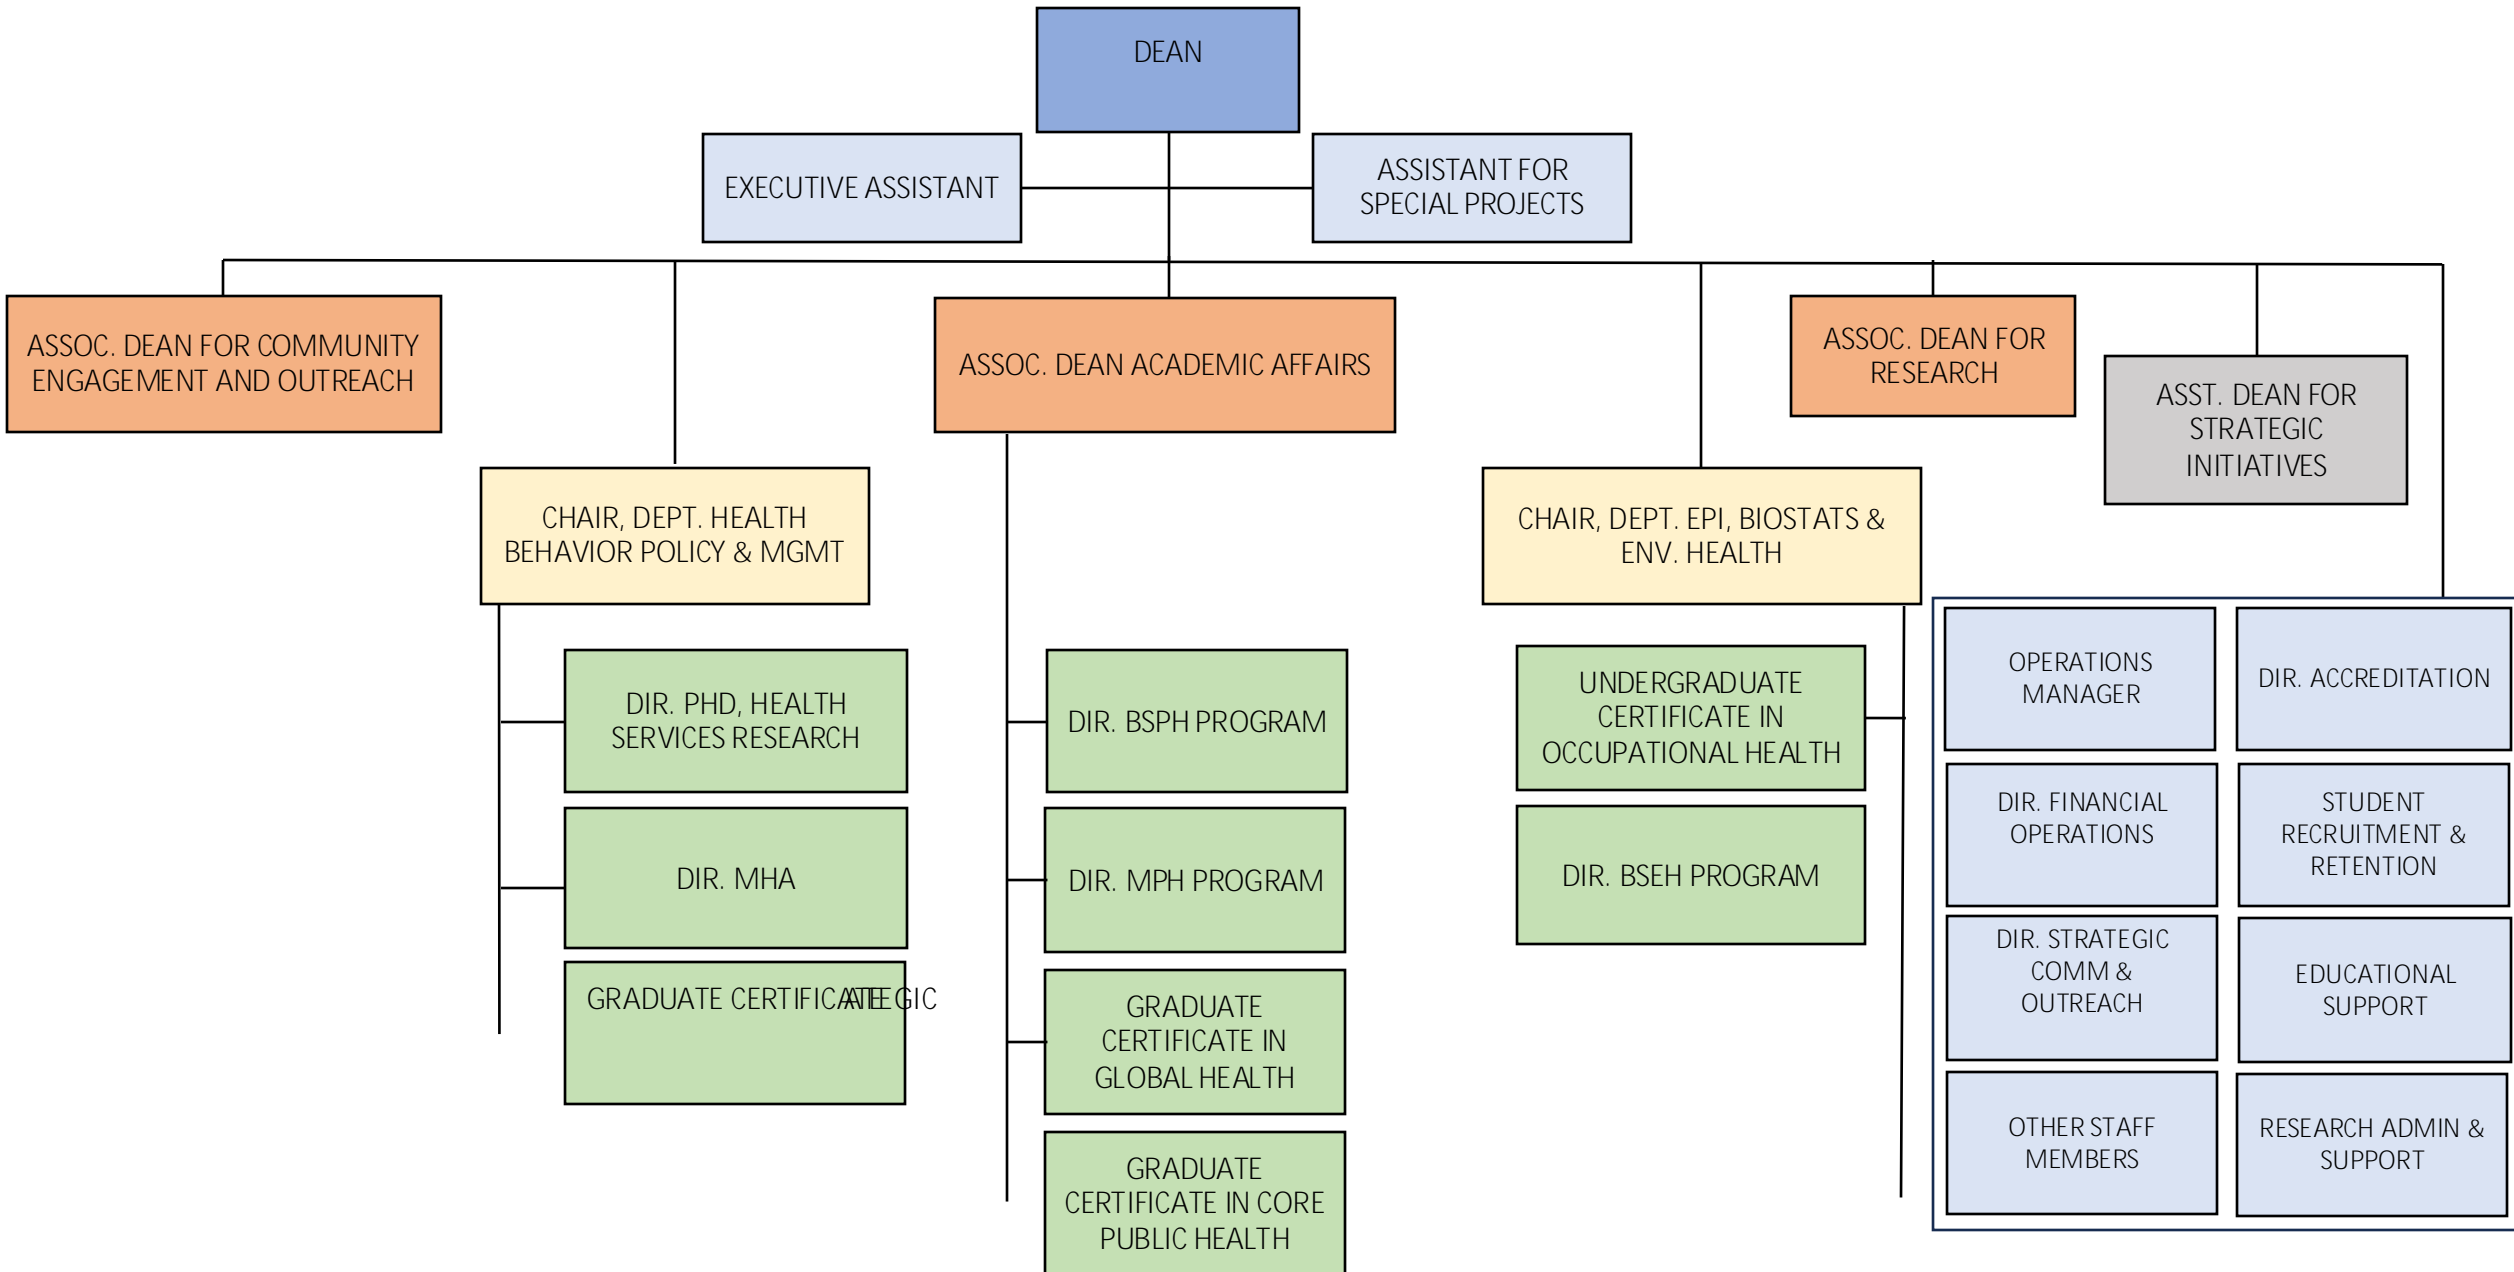 DEAN
EXECUTIVE ASSISTANT
ASSISTANT FOR
SPECIAL PROJECTS
ASSOC. DEAN FOR COMMUNITY
ENGAGEMENT AND OUTREACH
ASSOC. DEAN ACADEMIC AFFAIRS
ASSOC. DEAN FOR
RESEARCH
ASST. DEAN FOR
STRATEGIC
INITIATIVES
CHAIR, DEPT. HEALTH
BEHAVIOR POLICY & MGMT
CHAIR, DEPT. EPI, BIOSTATS &
ENV. HEALTH
DIR. PHD, HEALTH
SERVICES RESEARCH
DIR. MHA
GRADUATE CERTIFICATE
DIR. BSPH PROGRAM
DIR. MPH PROGRAM
GRADUATE
CERTIFICATE IN
GLOBAL HEALTH
GRADUATE
CERTIFICATE IN CORE
PUBLIC HEALTH
UNDERGRADUATE
CERTIFICATE IN
OCCUPATIONAL HEALTH
DIR. BSEH PROGRAM
OPERATIONS
MANAGER
DIR. ACCREDITATION
DIR. FINANCIAL
OPERATIONS
STUDENT
RECRUITMENT &
RETENTION
DIR. STRATEGIC
COMM &
OUTREACH
EDUCATIONAL
SUPPORT
OTHER STAFF
MEMBERS
RESEARCH ADMIN &
SUPPORT